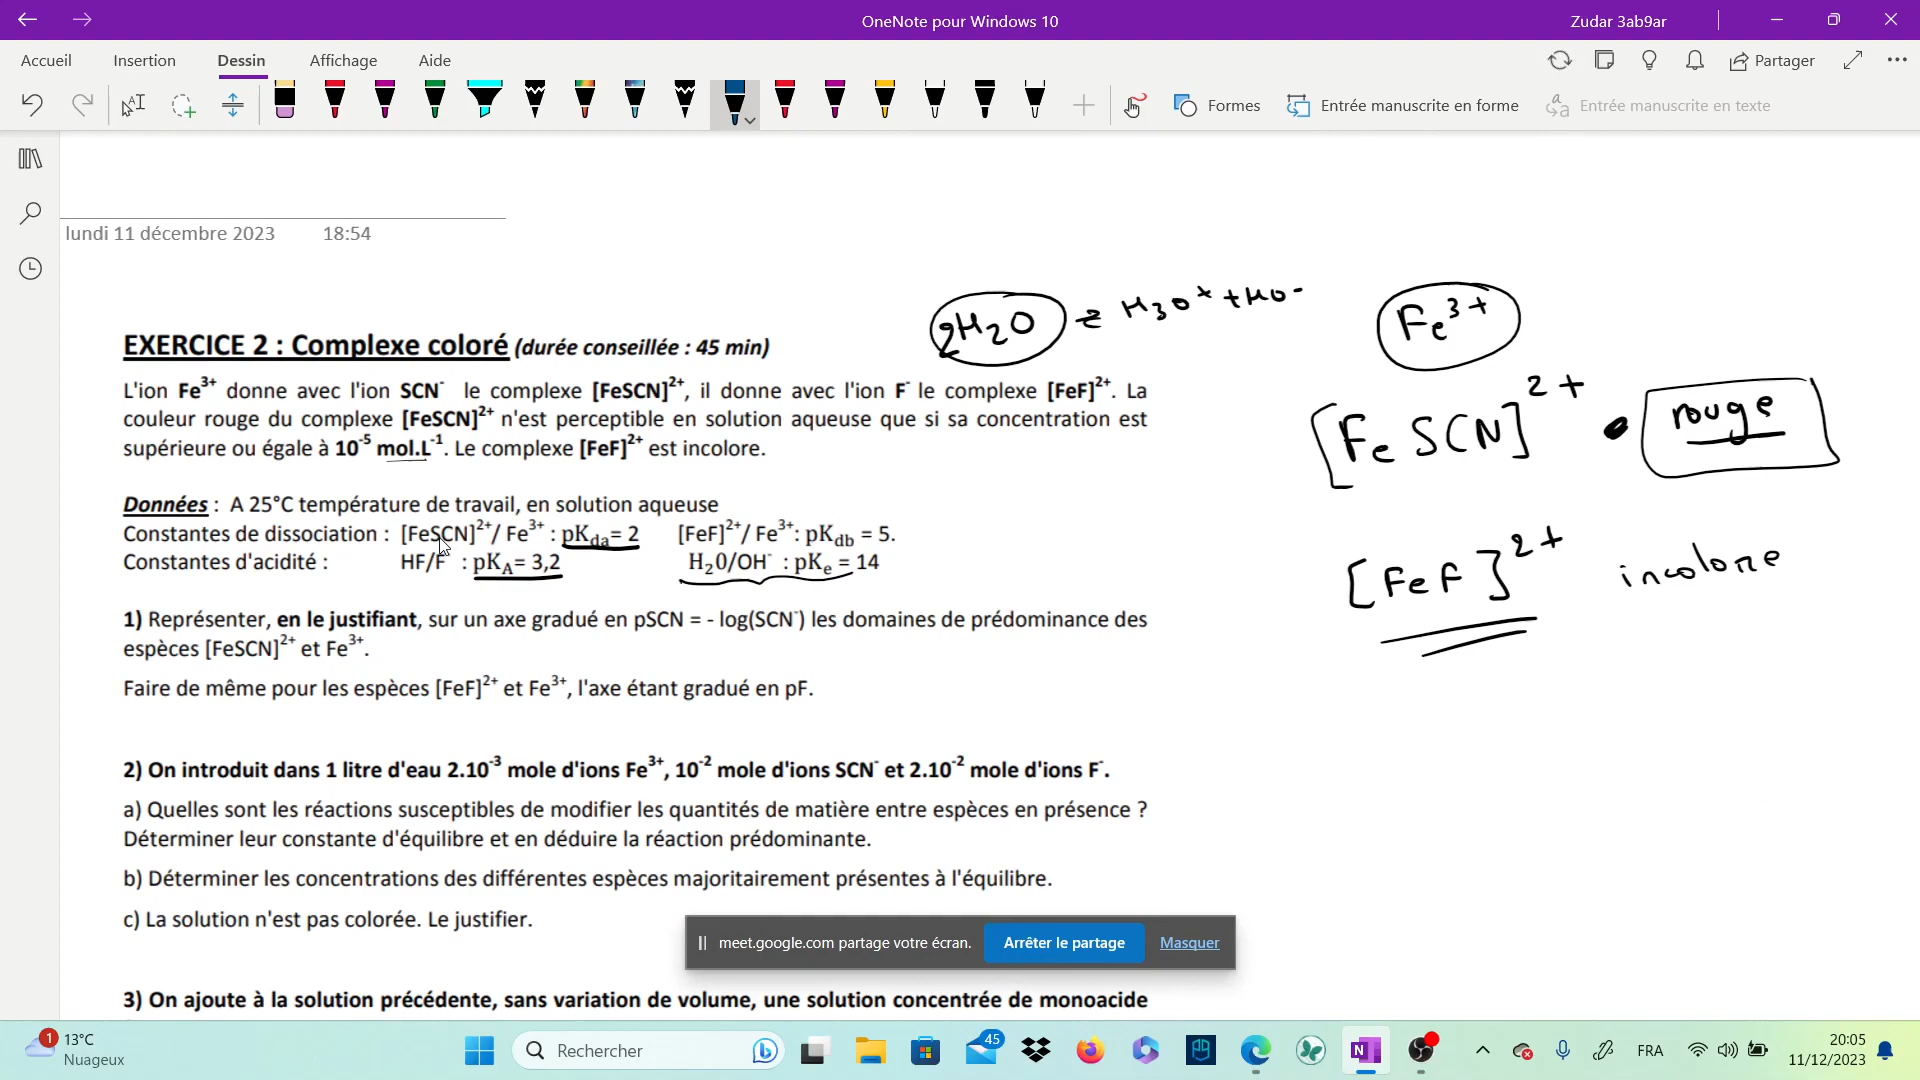 OneNote pour Windows 10
Zudar 3ab9ar
Accueil Insertion Dessin Affichage Aide
Partager
Formes Entrée manuscrite en forme Entrée manuscrite en texte
lundi 11 décembre 2023 18:54
2H₂O ⇌ H₃O⁺ + HO⁻
Fe³⁺
EXERCICE 2 : Complexe coloré (durée conseillée : 45 min)
L'ion Fe³⁺ donne avec l'ion SCN⁻ le complexe [FeSCN]²⁺, il donne avec l'ion F⁻ le complexe [FeF]²⁺. La
couleur rouge du complexe [FeSCN]²⁺ n'est perceptible en solution aqueuse que si sa concentration est
supérieure ou égale à 10⁻⁵ mol.L⁻¹. Le complexe [FeF]²⁺ est incolore.
[FeSCN]²⁺ • rouge
Données : A 25°C température de travail, en solution aqueuse
Constantes de dissociation : [FeSCN]²⁺/ Fe³⁺ : pKda= 2 [FeF]²⁺/ Fe³⁺: pKdb = 5.
Constantes d'acidité : HF/F⁻ : pKA= 3,2 H₂0/OH⁻ : pKe = 14
[FeF]²⁺ incolore
1) Représenter, en le justifiant, sur un axe gradué en pSCN = - log(SCN⁻) les domaines de prédominance des
espèces [FeSCN]²⁺ et Fe³⁺.
Faire de même pour les espèces [FeF]²⁺ et Fe³⁺, l'axe étant gradué en pF.
2) On introduit dans 1 litre d'eau 2.10⁻³ mole d'ions Fe³⁺, 10⁻² mole d'ions SCN⁻ et 2.10⁻² mole d'ions F⁻.
a) Quelles sont les réactions susceptibles de modifier les quantités de matière entre espèces en présence ?
Déterminer leur constante d'équilibre et en déduire la réaction prédominante.
b) Déterminer les concentrations des différentes espèces majoritairement présentes à l'équilibre.
c) La solution n'est pas colorée. Le justifier.
meet.google.com partage votre écran. Arrêter le partage Masquer
3) On ajoute à la solution précédente, sans variation de volume, une solution concentrée de monoacide
1 13°C
Nuageux
Rechercher
45
FRA
20:05
11/12/2023